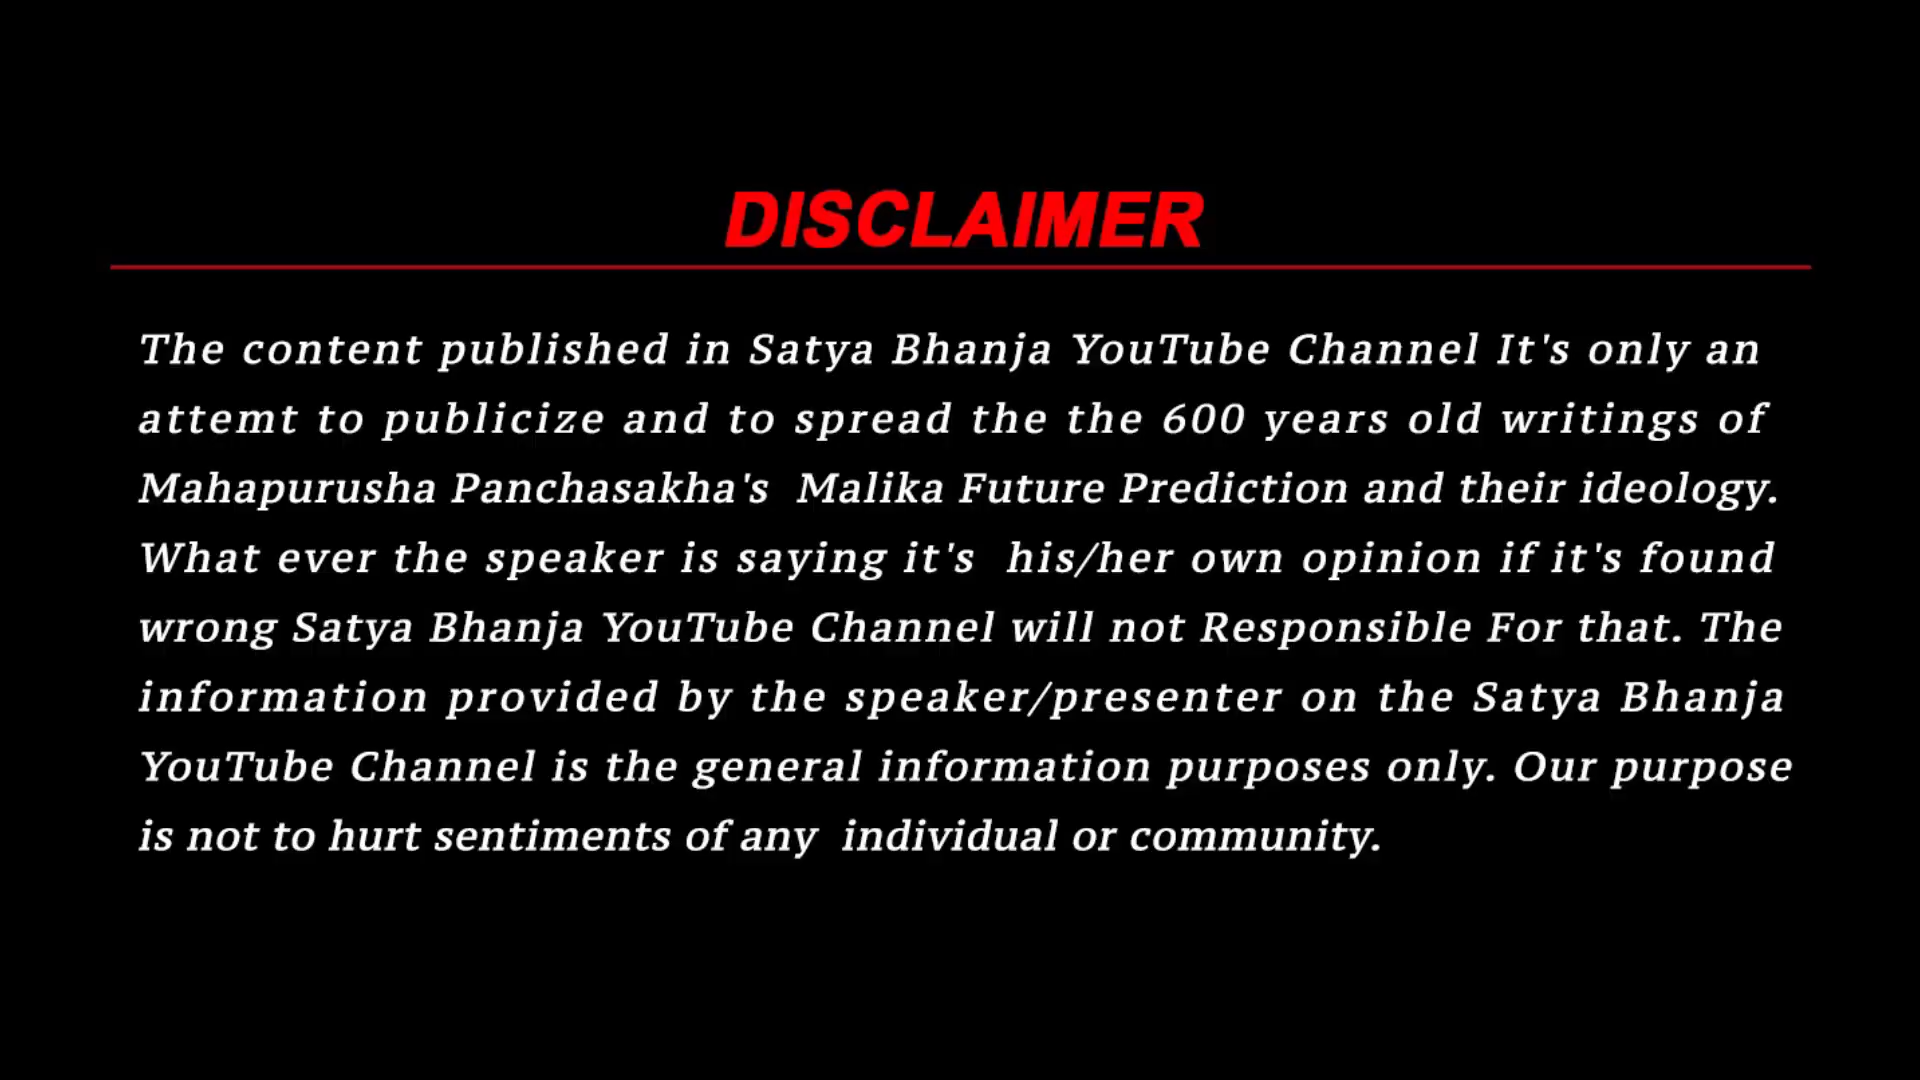 DISCLAIMER
The content published in Satya Bhanja YouTube Channel It's only an
attemt to publicize and to spread the the 600 years old writings of
Mahapurusha Panchasakha's Malika Future Prediction and their ideology.
What ever the speaker is saying it's his/her own opinion if it's found
wrong Satya Bhanja YouTube Channel will not Responsible For that. The
information provided by the speaker/presenter on the Satya Bhanja
YouTube Channel is the general information purposes only. Our purpose
is not to hurt sentiments of any individual or community.